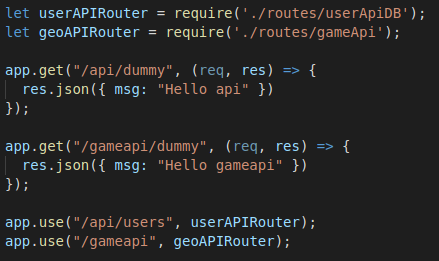 let userAPIRouter = require('./routes/userApiDB');
let geoAPIRouter = require('./routes/gameApi');
app.get("/api/dummy", (req, res) => {
res.json({ msg: "Hello api" })
});
app.get("/gameapi/dummy", (req, res) => {
res.json({ msg: "Hello gameapi" })
});
app.use("/api/users", userAPIRouter);
app.use("/gameapi", geoAPIRouter);